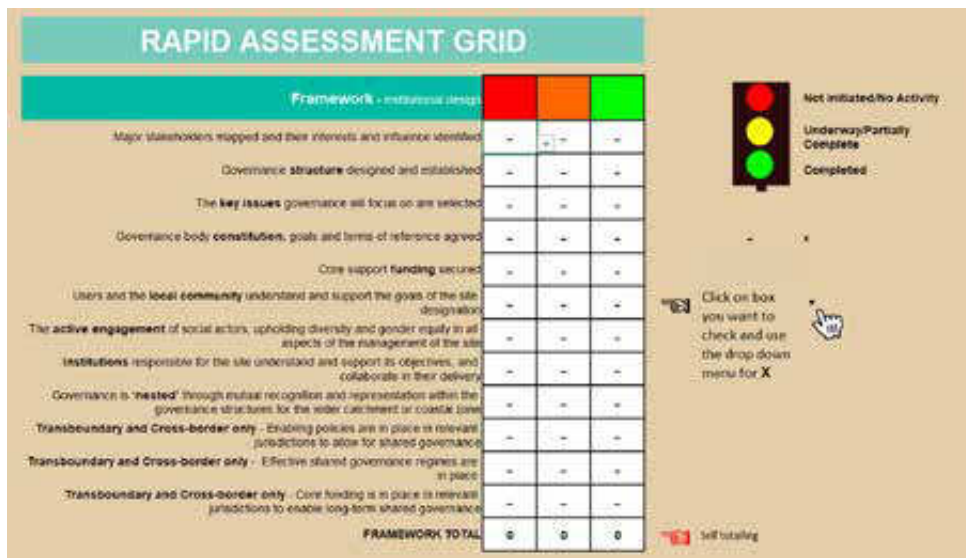 RAPID ASSESSMENT GRID
Framework - institutional design
Not Initiated/No Activity
Underway/Partially
Complete
Completed
Major stakeholders mapped and their interests and influence identified - - -
Governance structure designed and established - - -
The key issues governance will focus on are selected - - -
Governance body constitution, goals and terms of reference agreed - - -
- x
Core support funding secured - - -
Users and the local community understand and support the goals of the site
designation - - -
Click on box
you want to
check and use
the drop down
menu for X
The active engagement of social actors, upholding diversity and gender equity in all
aspects of the management of the site - - -
Institutions responsible for the site understand and support its objectives, and
collaborate in their delivery - - -
Governance is 'nested' through mutual recognition and representation within the
governance structures for the wider catchment or coastal zone - - -
Transboundary and Cross-border only - Enabling policies are in place in relevant
jurisdictions to allow for shared governance - - -
Transboundary and Cross-border only - Effective shared governance regimes are
in place - - -
Transboundary and Cross-border only - Core funding is in place in relevant
jurisdictions to enable long-term shared governance - - -
FRAMEWORK TOTAL 0 0 0
Self totaling